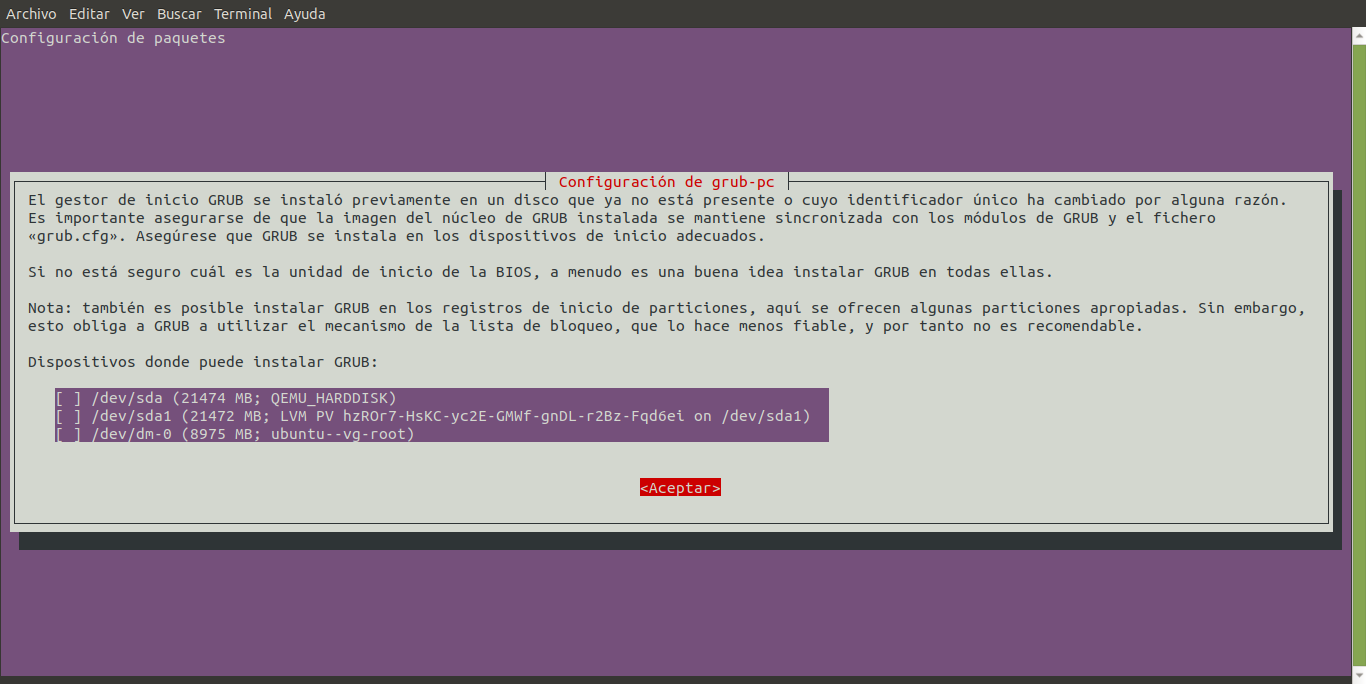 Archivo Editar Ver Buscar Terminal Ayuda
Configuración de paquetes
Configuración de grub-pc
El gestor de inicio GRUB se instaló previamente en un disco que ya no está presente o cuyo identificador único ha cambiado por alguna razón.
Es importante asegurarse de que la imagen del núcleo de GRUB instalada se mantiene sincronizada con los módulos de GRUB y el fichero
«grub.cfg». Asegúrese que GRUB se instala en los dispositivos de inicio adecuados.
Si no está seguro cuál es la unidad de inicio de la BIOS, a menudo es una buena idea instalar GRUB en todas ellas.
Nota: también es posible instalar GRUB en los registros de inicio de particiones, aquí se ofrecen algunas particiones apropiadas. Sin embargo,
esto obliga a GRUB a utilizar el mecanismo de la lista de bloqueo, que lo hace menos fiable, y por tanto no es recomendable.
Dispositivos donde puede instalar GRUB:
[ ] /dev/sda (21474 MB; QEMU_HARDDISK)
[ ] /dev/sda1 (21472 MB; LVM PV hzROr7-HsKC-yc2E-GMWf-gnDL-r2Bz-Fqd6ei on /dev/sda1)
[ ] /dev/dm-0 (8975 MB; ubuntu--vg-root)
<Aceptar>